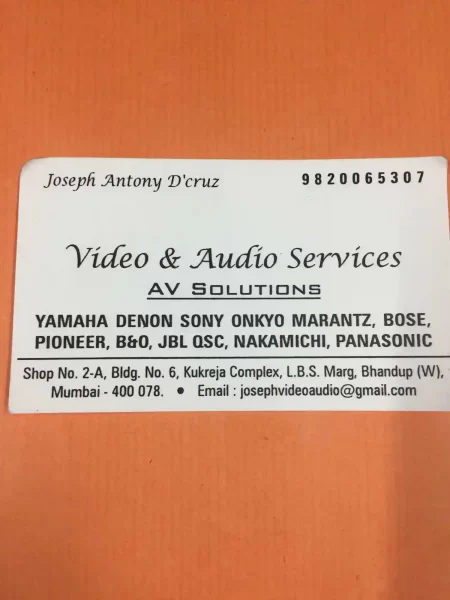 Joseph Antony D'cruz 9820065307
Video & Audio Services
AV SOLUTIONS
YAMAHA DENON SONY ONKYO MARANTZ, BOSE,
PIONEER, B&O, JBL QSC, NAKAMICHI, PANASONIC
Shop No. 2-A, Bldg. No. 6, Kukreja Complex, L.B.S. Marg, Bhandup (W),
Mumbai - 400 078. • Email : josephvideoaudio@gmail.com